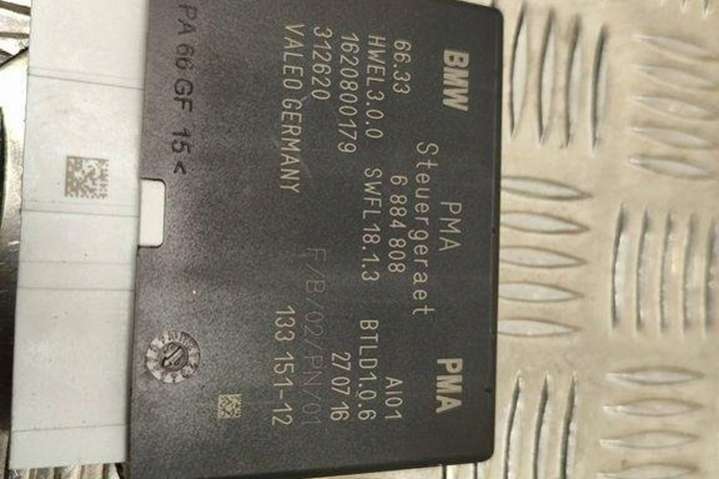 BMW PMA PMA
Steuergeraet
66.33 6 884 808 AI01
HWEL3.0.0 SWFL18.1.3 BTLD1.0.6
1620800179 27 07 16
312620
VALEO GERMANY F/B/02/PN/01
133 151-12
PA 66 GF 15<